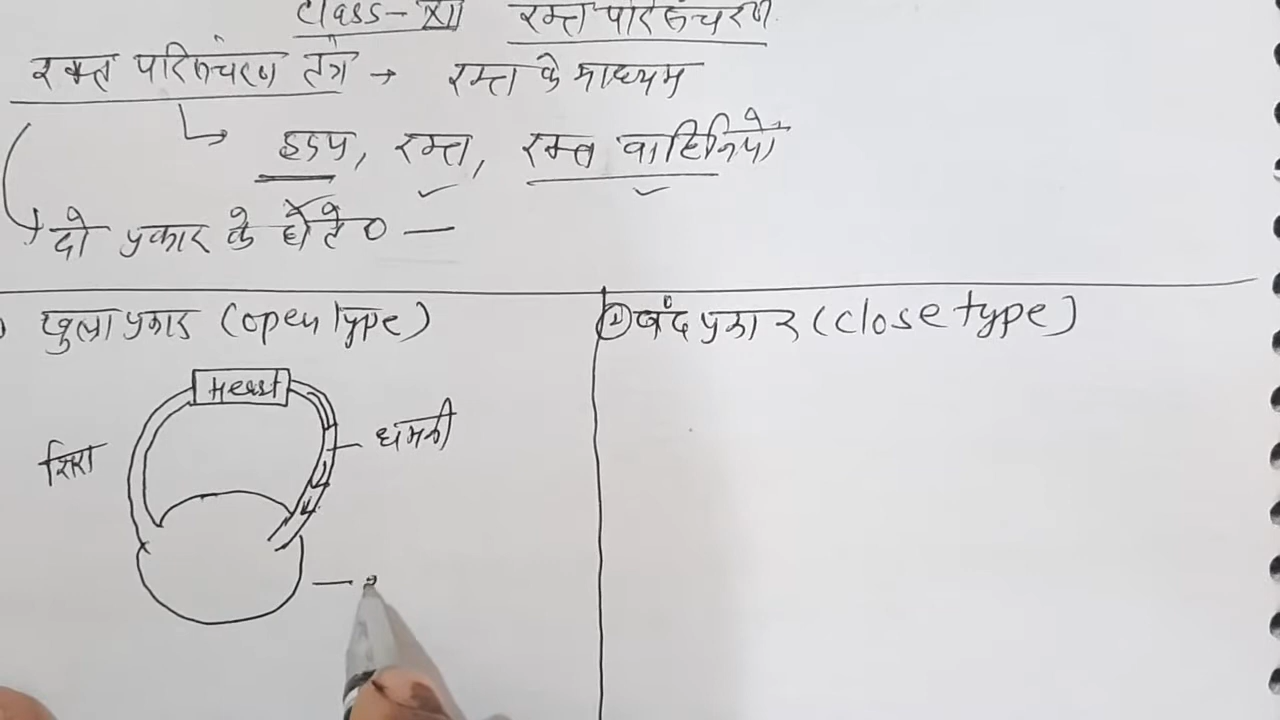 class-XII रक्त परिसंचरण
रक्त परिसंचरण तंत्र → रक्त के माध्यम
हृदय, रक्त, रक्त वाहिनियाँ
दो प्रकार के होते है —
खुला प्रकार (open type)
② बंद प्रकार (close type)
Heart
धमनी
शिरा